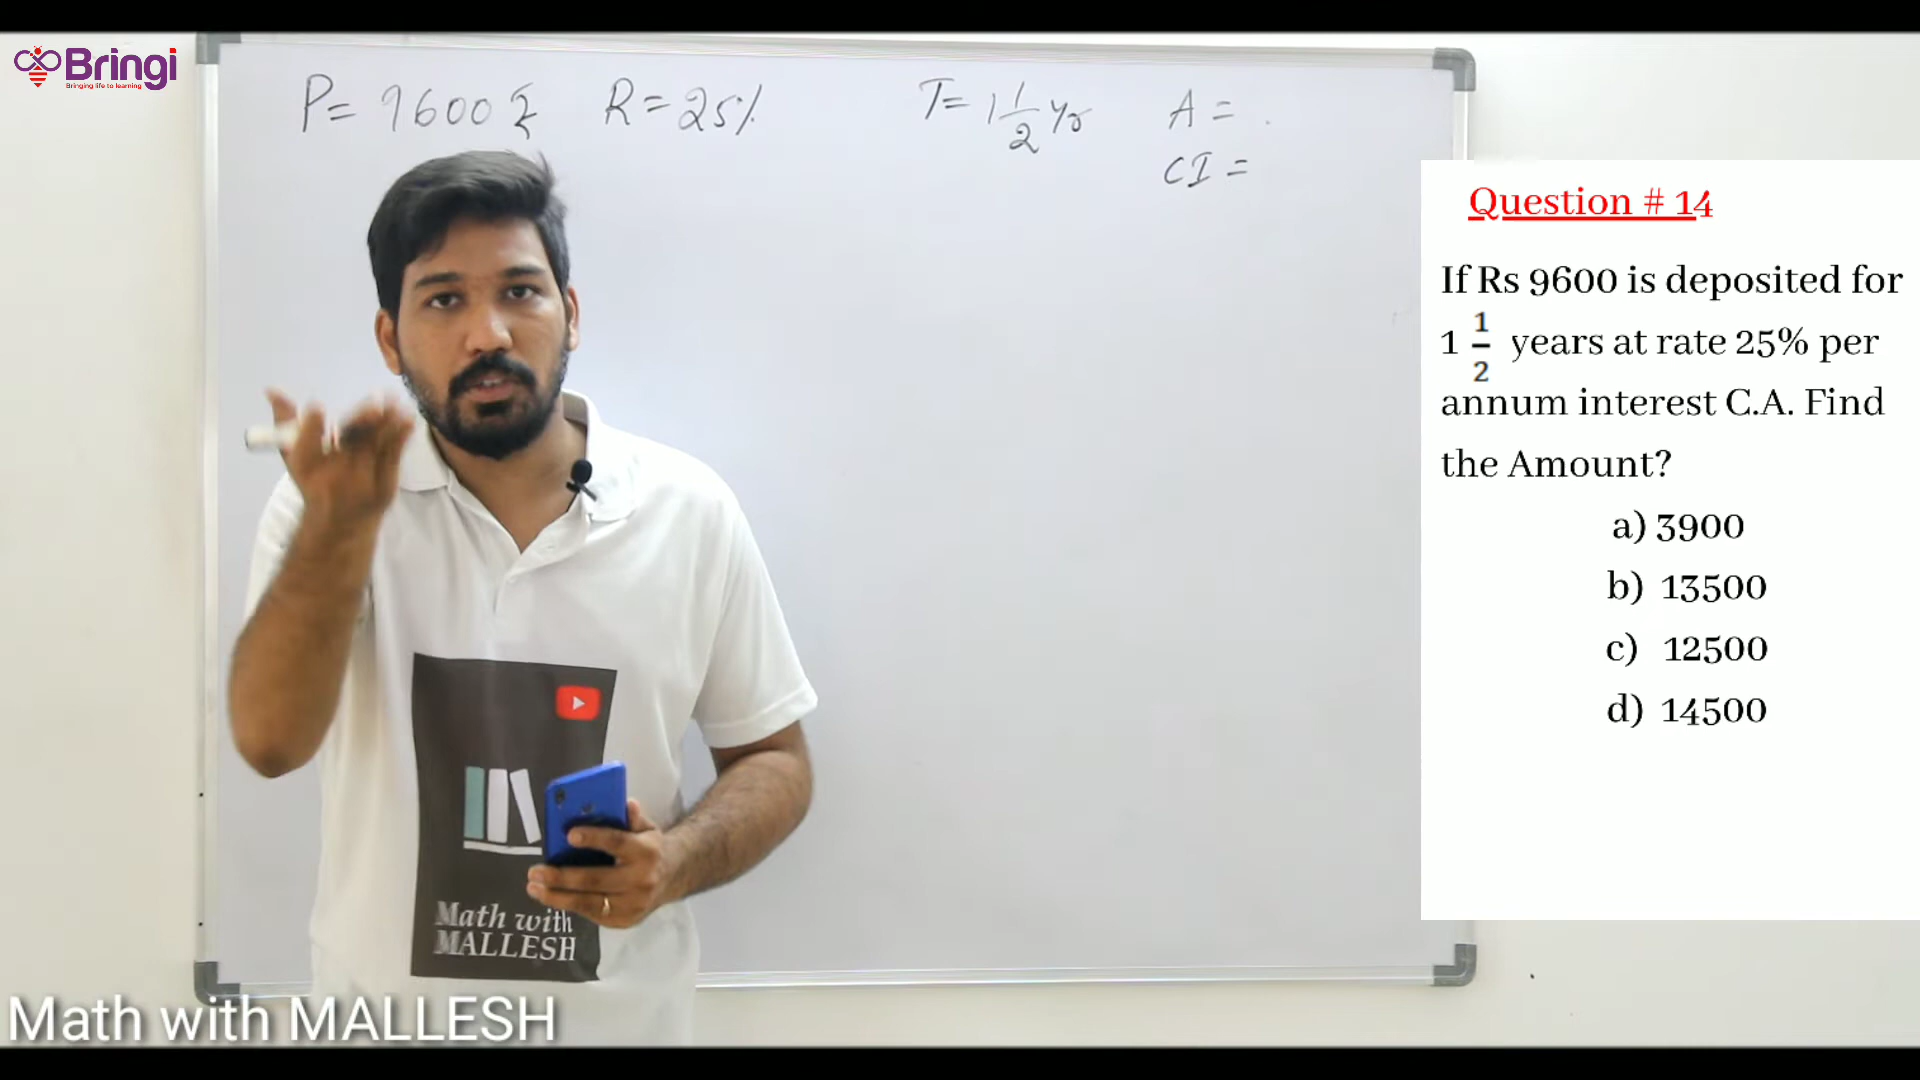 Bringi
Bringing life to learning
P= 9600 ₹ R= 25% T= 1 1/2 yr A = .
CI =
Question # 14
If Rs 9600 is deposited for
1 1/2 years at rate 25% per
annum interest C.A. Find
the Amount?
a) 3900
b) 13500
c) 12500
d) 14500
Math with
MALLESH
Math with MALLESH